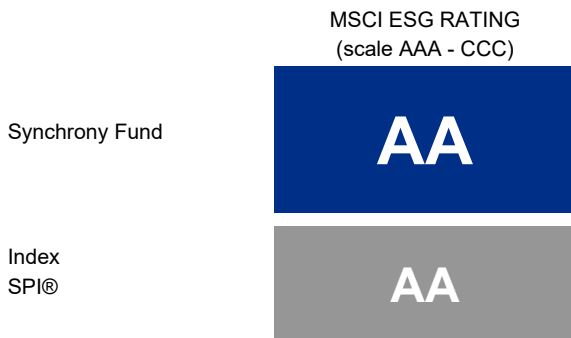 MSCI ESG RATING
(scale AAA - CCC)
Synchrony Fund
AA
Index
SPI®
AA